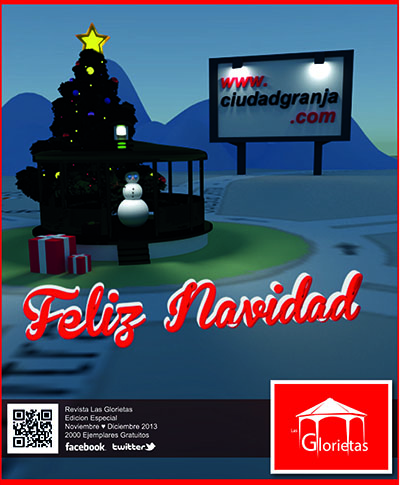 www.
ciudadgranja
.com
Feliz Navidad
Revista Las Glorietas
Edicion Especial
Noviembre ♥ Diciembre 2013
2000 Ejemplares Gratuitos
facebook twitter
Las
Glorietas